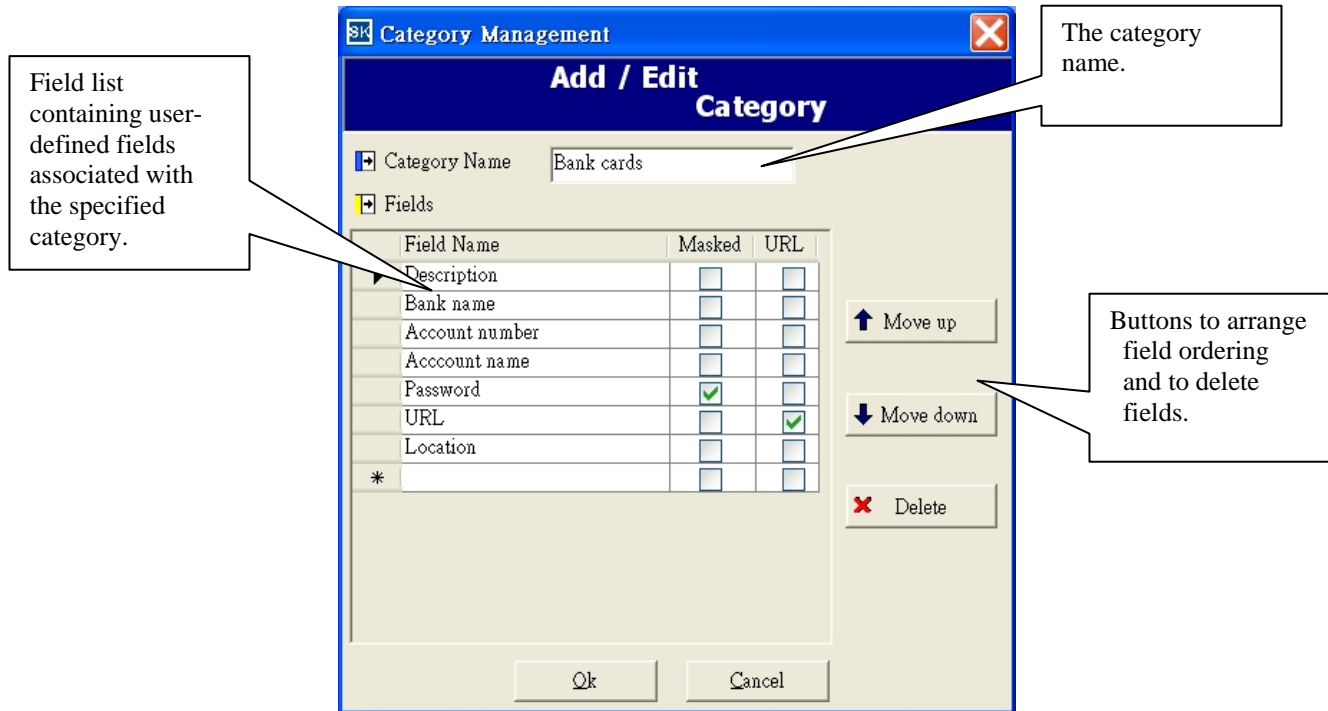 SK Category Management
Add / Edit
Category
Category Name
Bank cards
Fields
Field Name Masked URL
Description
Bank name
Account number
Acccount name
Password
URL
Location
*
Move up
Move down
Delete
Ok Cancel
Field list
containing user-
defined fields
associated with
the specified
category.
The category
name.
Buttons to arrange
field ordering
and to delete
fields.